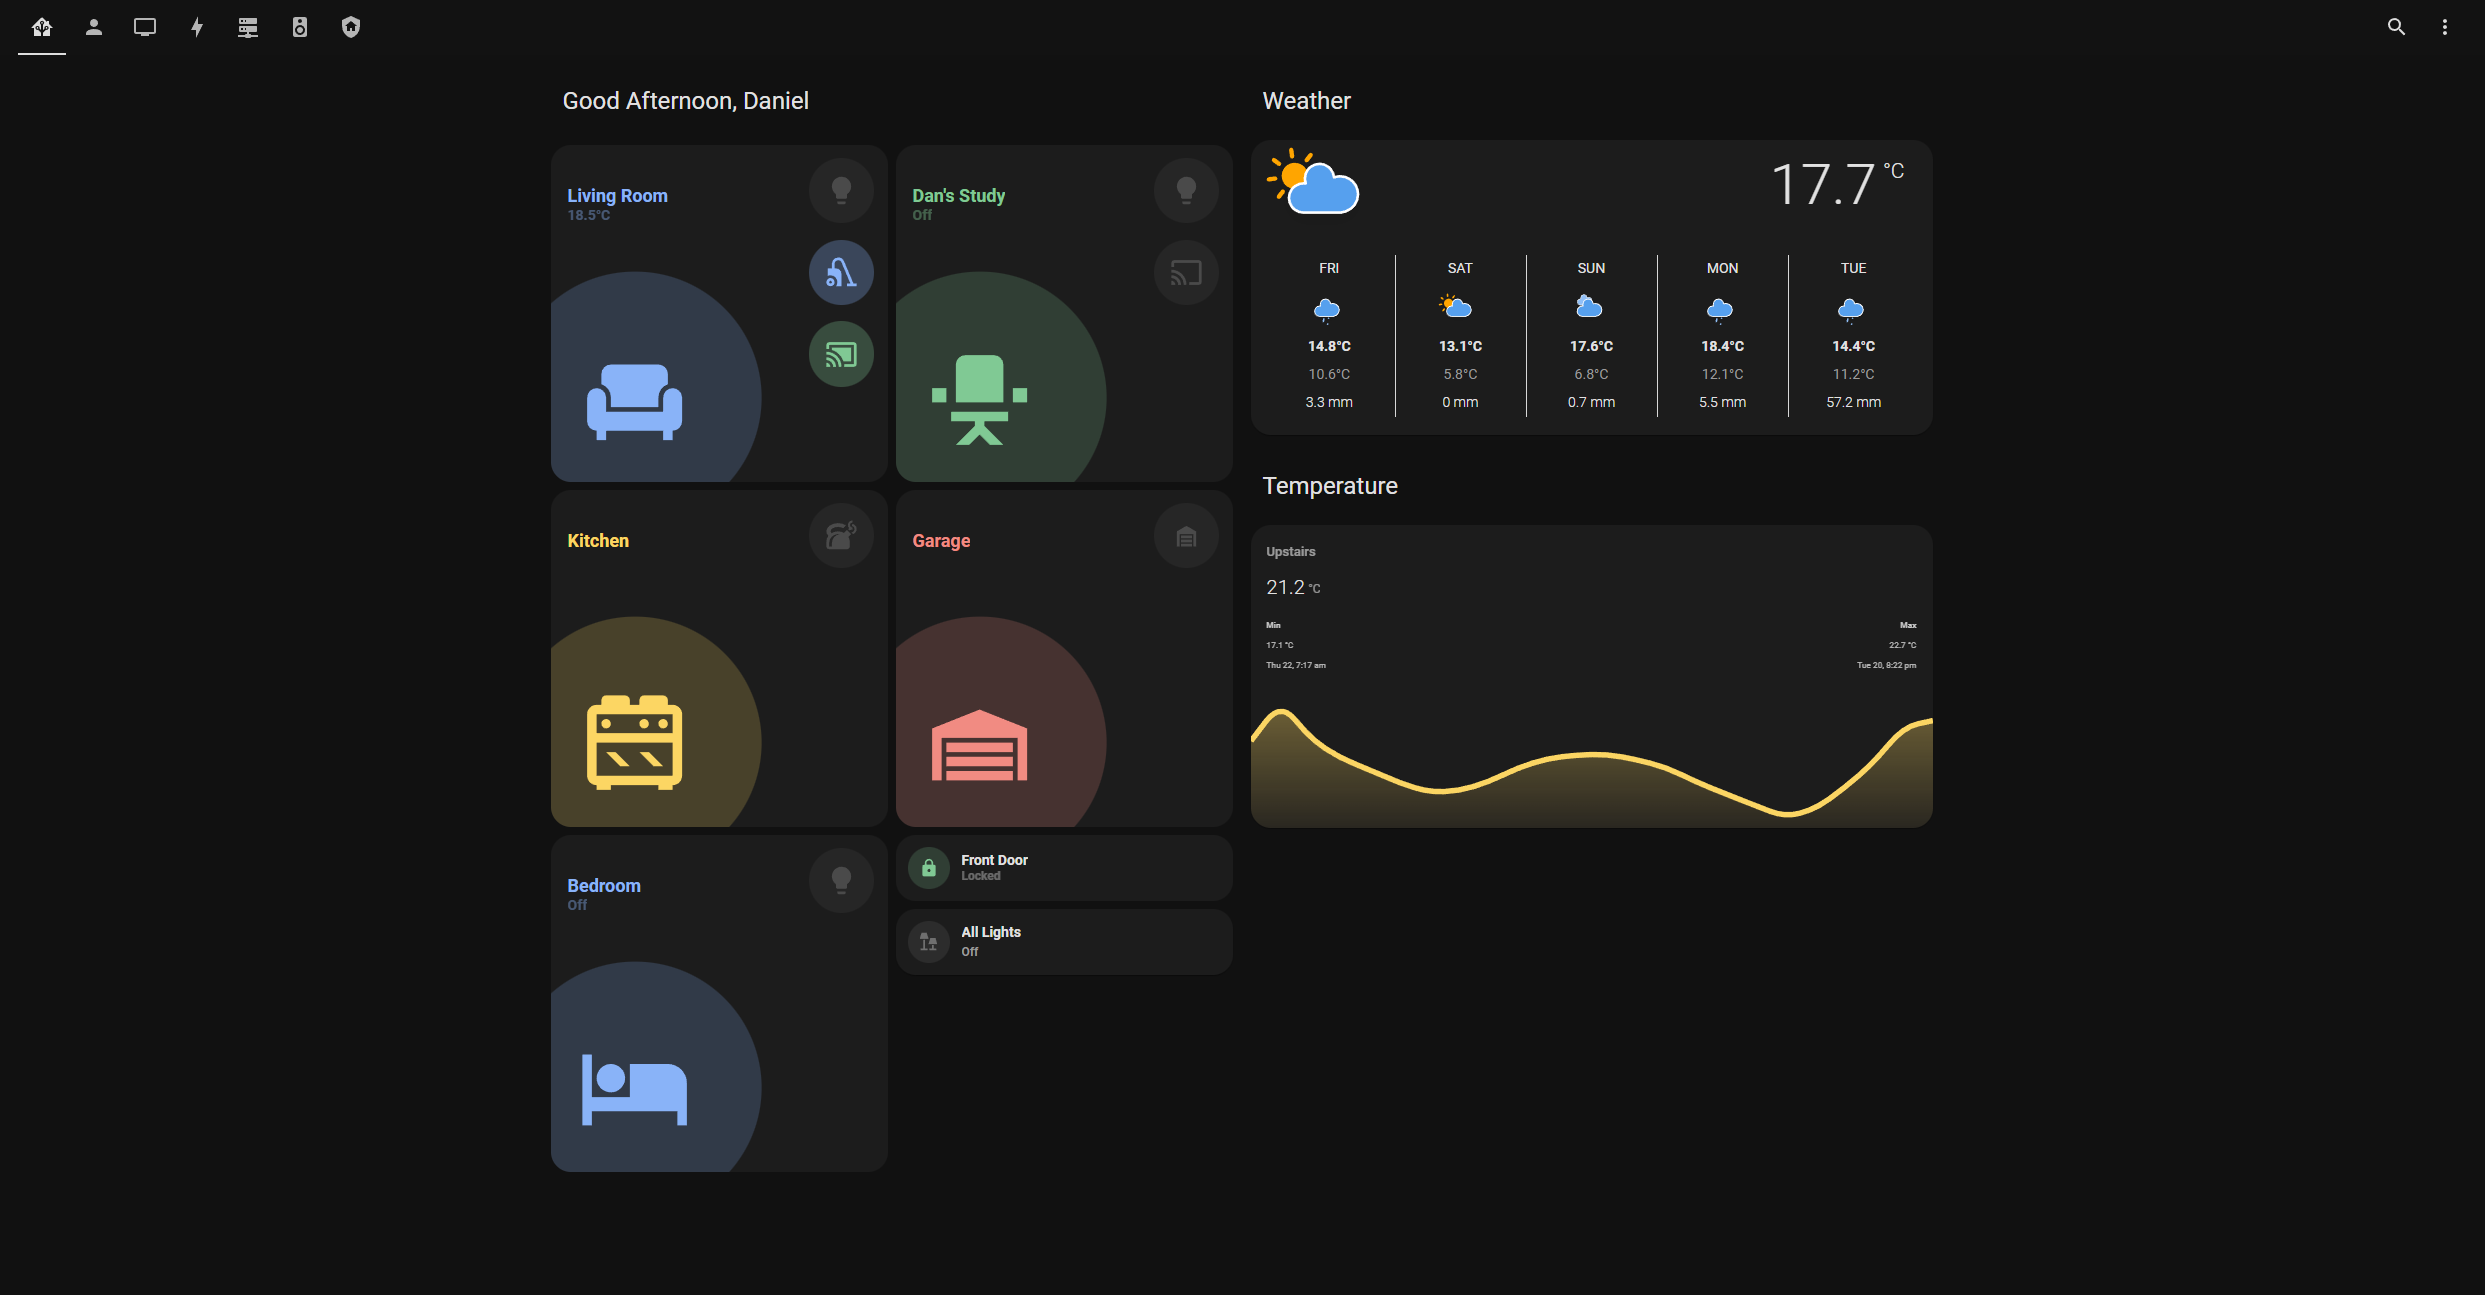 Good Afternoon, Daniel
Living Room
18.5°C
Dan's Study
Off
Kitchen
Garage
Bedroom
Off
Front Door
Locked
All Lights
Off
Weather
17.7 °C
FRI SAT SUN MON TUE
14.8°C 13.1°C 17.6°C 18.4°C 14.4°C
10.6°C 5.8°C 6.8°C 12.1°C 11.2°C
3.3 mm 0 mm 0.7 mm 5.5 mm 57.2 mm
Temperature
Upstairs
21.2 °C
Min Max
17.1 °C 22.7 °C
Thu 22, 7:17 am Tue 20, 8:22 pm